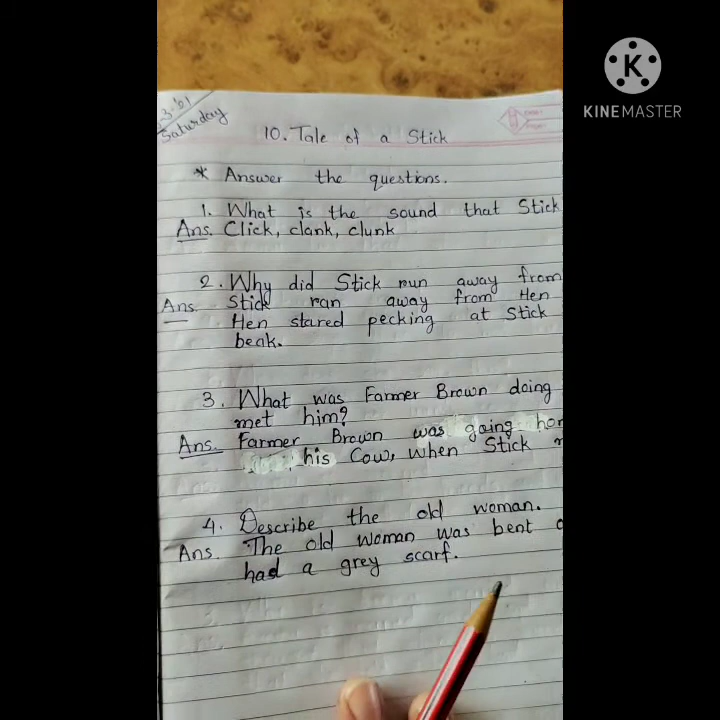 KINEMASTER
3-'21
Saturday
10. Tale of a Stick
* Answer the questions.
1. What is the sound that Stick
Ans. Click, clank, clunk
2. Why did Stick run away from
Ans. Stick ran away from Hen
Hen stared pecking at Stick
beak.
3. What was Farmer Brown doing
met him?
Ans. Farmer Brown was going
his Cow, when Stick
4. Describe the old woman.
Ans. The old woman was bent
had a grey scarf.